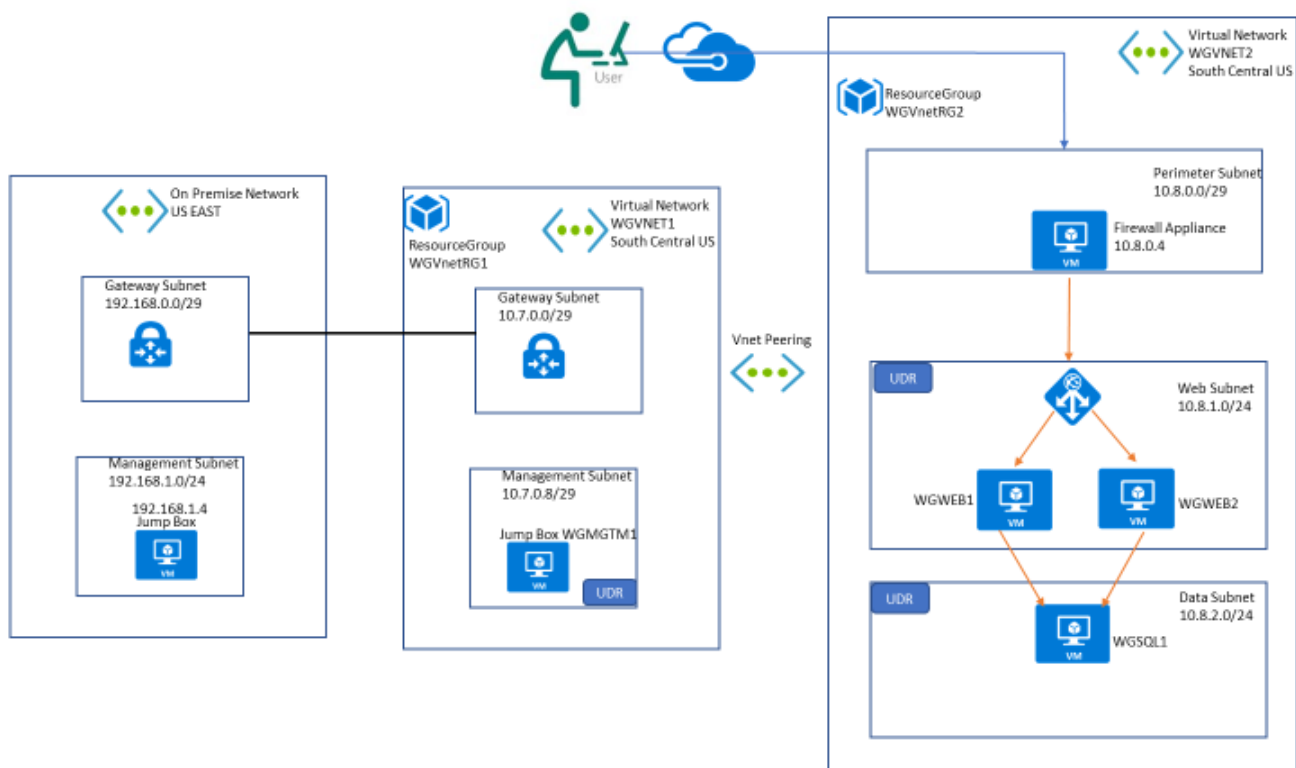 User
Virtual Network
WGVNET2
South Central US
ResourceGroup
WGVnetRG2
Perimeter Subnet
10.8.0.0/29
Firewall Appliance
10.8.0.4
VM
On Premise Network
US EAST
Gateway Subnet
192.168.0.0/29
Management Subnet
192.168.1.0/24
192.168.1.4
Jump Box
VM
ResourceGroup
WGVnetRG1
Virtual Network
WGVNET1
South Central US
Gateway Subnet
10.7.0.0/29
Management Subnet
10.7.0.8/29
Jump Box WGMGTM1
VM
UDR
Vnet Peering
UDR
Web Subnet
10.8.1.0/24
WGWEB1
VM
VM
WGWEB2
UDR
Data Subnet
10.8.2.0/24
VM
WGSQL1